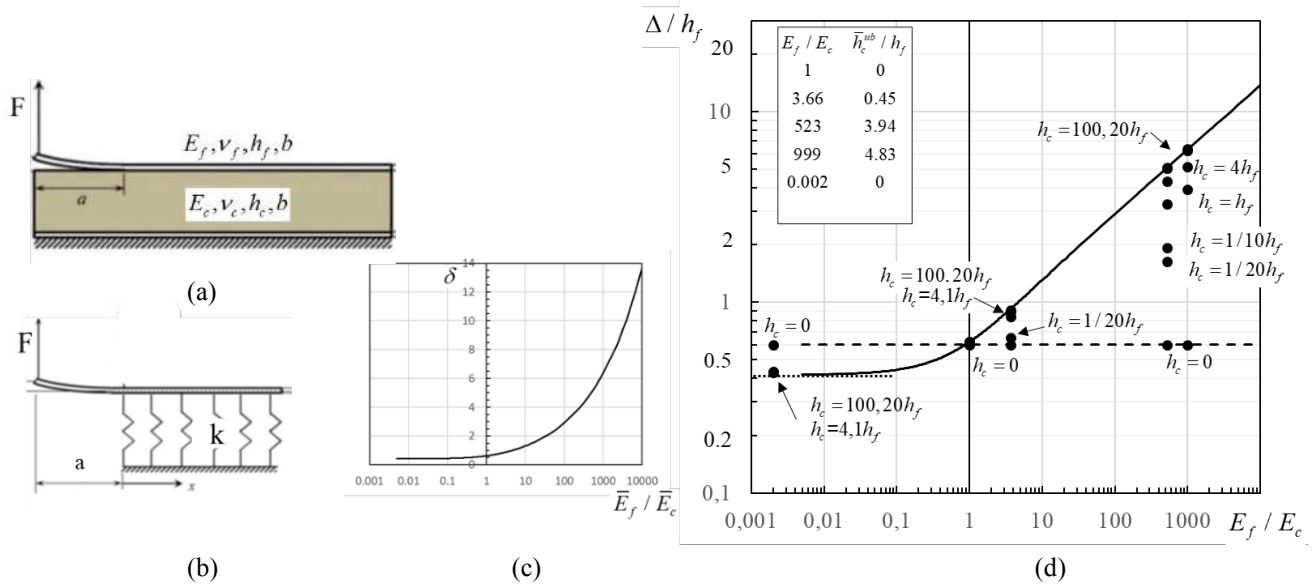 F
E_f, ν_f, h_f, b
a
E_c, ν_c, h_c, b
(a)
F
k
a
x
(b)
δ
14
12
10
8
6
4
2
0
0.001 0.01 0.1 1 10 100 1000 10000
Ē_f / Ē_c
(c)
Δ / h_f
20
10
5
2
1
0.5
0.2
0,1
E_f / E_c h̄_c^{ub} / h_f
1 0
3.66 0.45
523 3.94
999 4.83
0.002 0
h_c = 100, 20h_f
h_c = 4h_f
h_c = h_f
h_c = 1/10h_f
h_c = 1/20h_f
h_c = 100,20h_f
h_c=4,1h_f
h_c = 1/20h_f
h_c = 0
h_c = 0
h_c = 0
h_c = 100, 20h_f
h_c=4,1h_f
0,001 0,01 0,1 1 10 100 1000 E_f / E_c
(d)